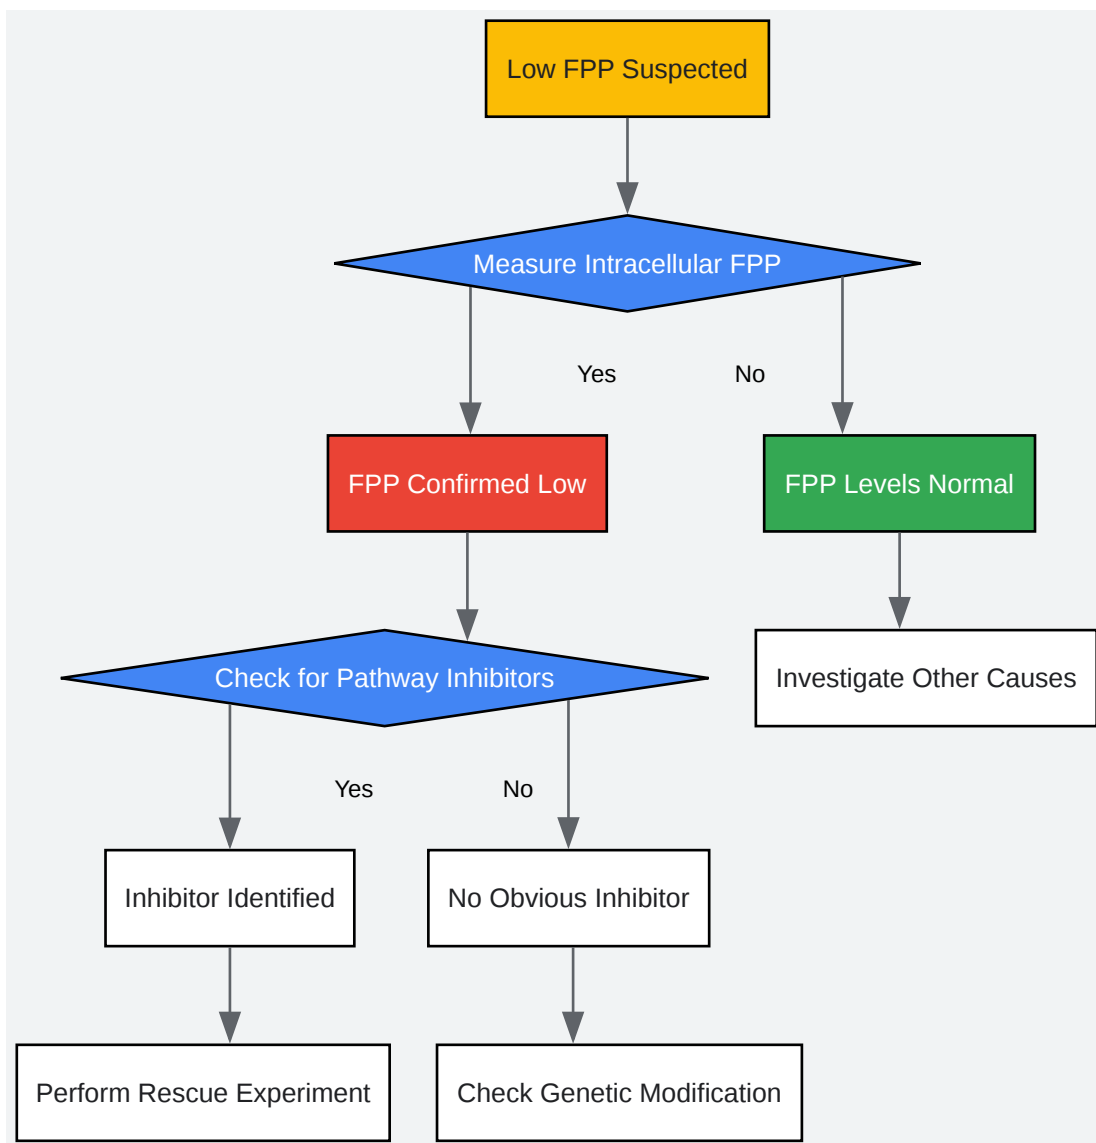 Low FPP Suspected
Measure Intracellular FPP
Yes
No
FPP Confirmed Low
FPP Levels Normal
Check for Pathway Inhibitors
Investigate Other Causes
Yes
No
Inhibitor Identified
No Obvious Inhibitor
Perform Rescue Experiment
Check Genetic Modification